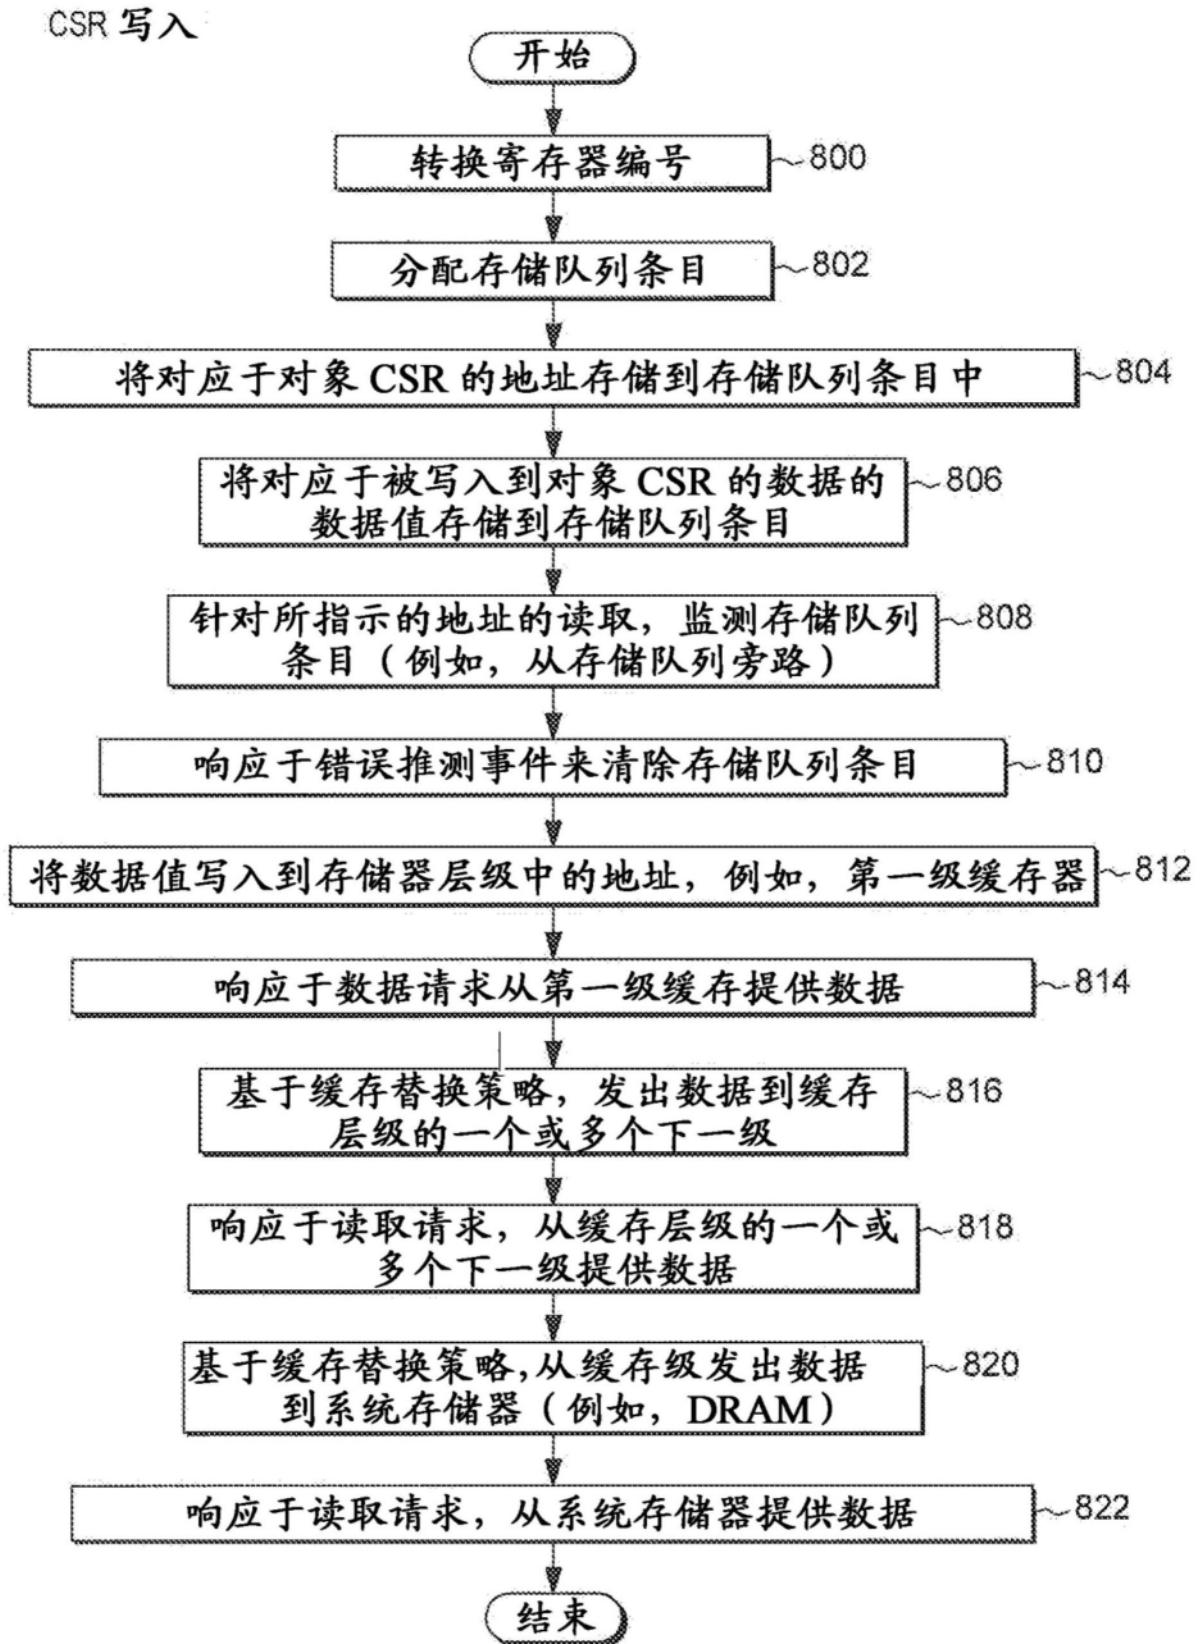 CSR 写入
开始
转换寄存器编号
800
分配存储队列条目
802
将对应于对象 CSR 的地址存储到存储队列条目中
804
将对应于被写入到对象 CSR 的数据的
数据值存储到存储队列条目
806
针对所指示的地址的读取，监测存储队列
条目（例如，从存储队列旁路）
808
响应于错误推测事件来清除存储队列条目
810
将数据值写入到存储器层级中的地址，例如，第一级缓存器
812
响应于数据请求从第一级缓存提供数据
814
基于缓存替换策略，发出数据到缓存
层级的一个或多个下一级
816
响应于读取请求，从缓存层级的一个或
多个下一级提供数据
818
基于缓存替换策略,从缓存级发出数据
到系统存储器（例如，DRAM）
820
响应于读取请求，从系统存储器提供数据
822
结束